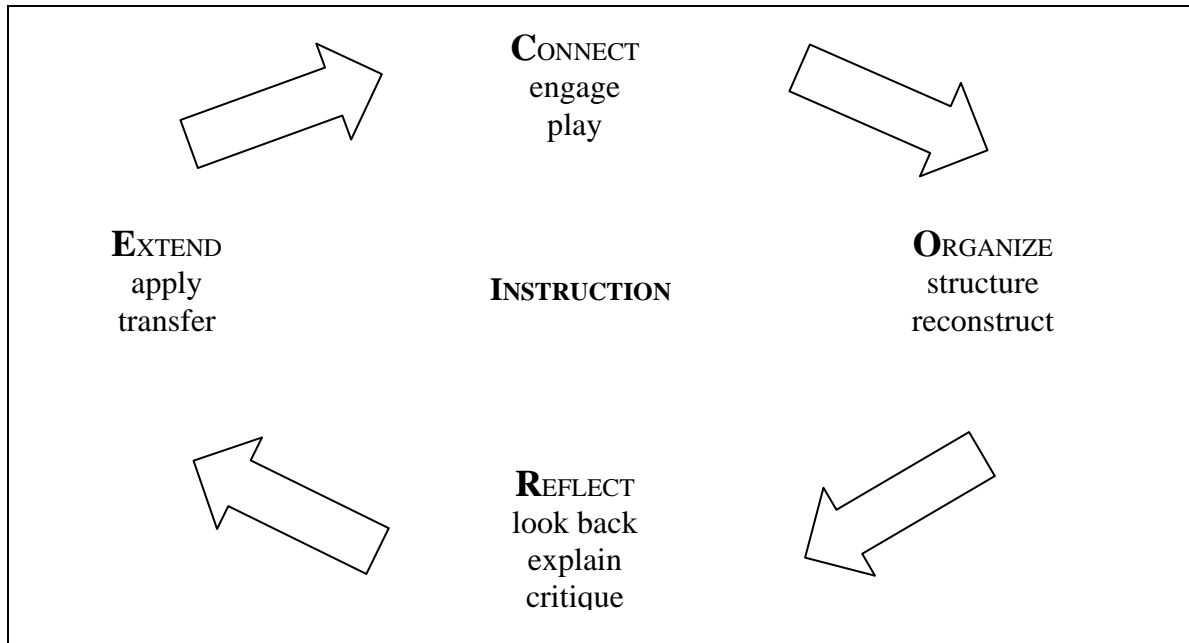 CONNECT
engage
play
EXTEND
apply
transfer
INSTRUCTION
ORGANIZE
structure
reconstruct
REFLECT
look back
explain
critique